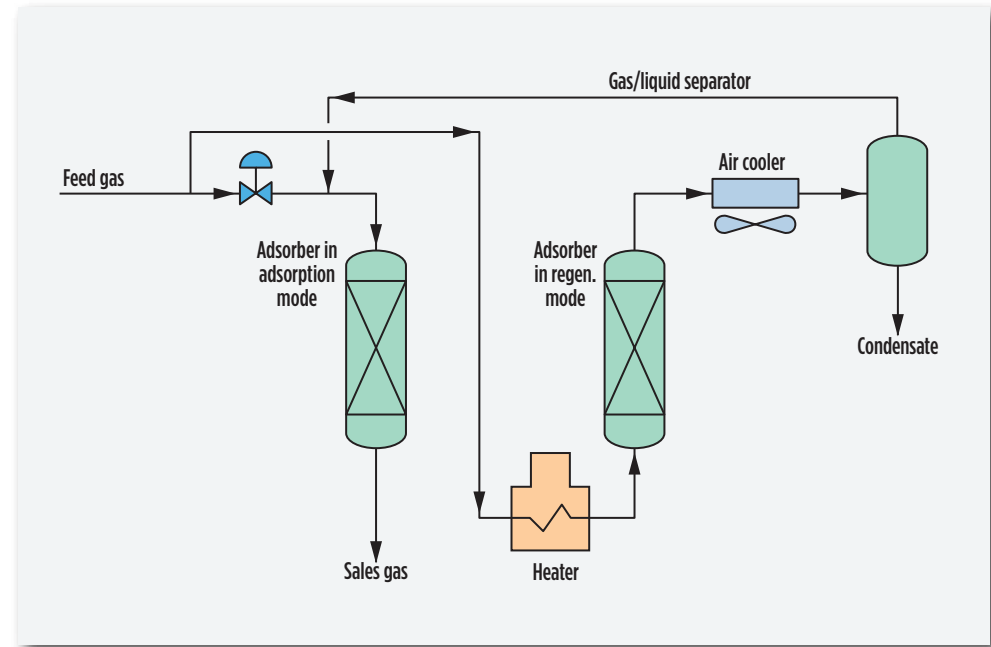 Gas/liquid separator
Air cooler
Feed gas
Adsorber in
adsorption
mode
Adsorber
in regen.
mode
Condensate
Sales gas
Heater